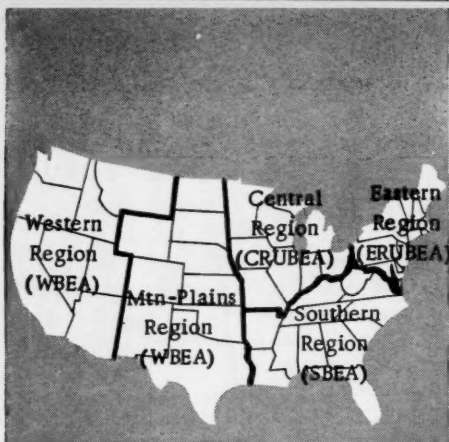 Western
Region
(WBEA)
Mtn-Plains
Region
(WBEA)
Central
Region
(CRUBEA)
Eastern
Region
(ERUBEA)
Southern
Region
(SBEA)